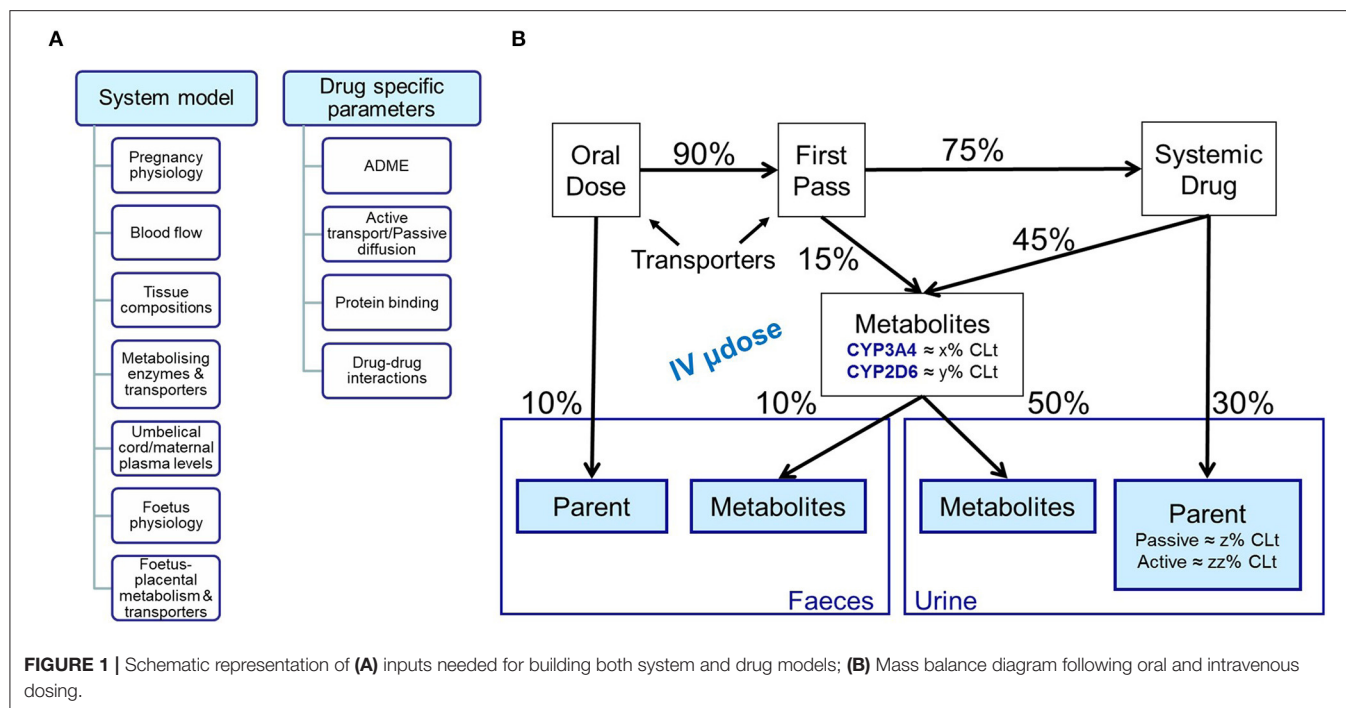 A
System model
Pregnancy
physiology
Blood flow
Tissue
compositions
Metabolising
enzymes &
transporters
Umbelical
cord/maternal
plasma levels
Foetus
physiology
Foetus-
placental
metabolism &
transporters
Drug specific
parameters
ADME
Active
transport/Passive
diffusion
Protein binding
Drug-drug
interactions
B
Oral
Dose
90%
First
Pass
75%
Systemic
Drug
Transporters
15%
45%
IV µdose
Metabolites
CYP3A4 ≈ x% CLt
CYP2D6 ≈ y% CLt
10%
10%
50%
30%
Parent
Metabolites
Metabolites
Parent
Passive ≈ z% CLt
Active ≈ zz% CLt
Faeces
Urine
FIGURE 1 | Schematic representation of (A) inputs needed for building both system and drug models; (B) Mass balance diagram following oral and intravenous
dosing.